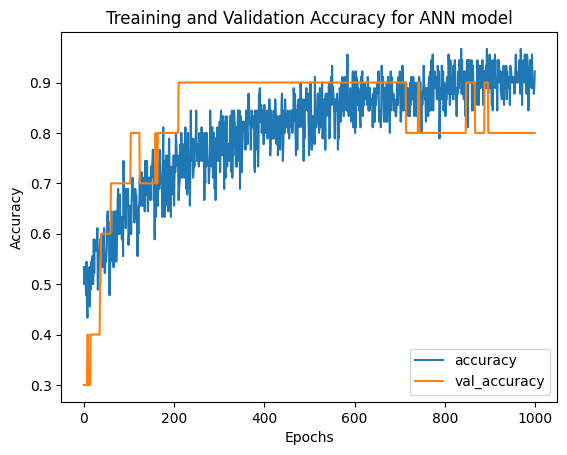 Treaining and Validation Accuracy for ANN model
0.9
0.8
0.7
0.6
0.5
0.4
0.3
Accuracy
accuracy
val_accuracy
0 200 400 600 800 1000
Epochs